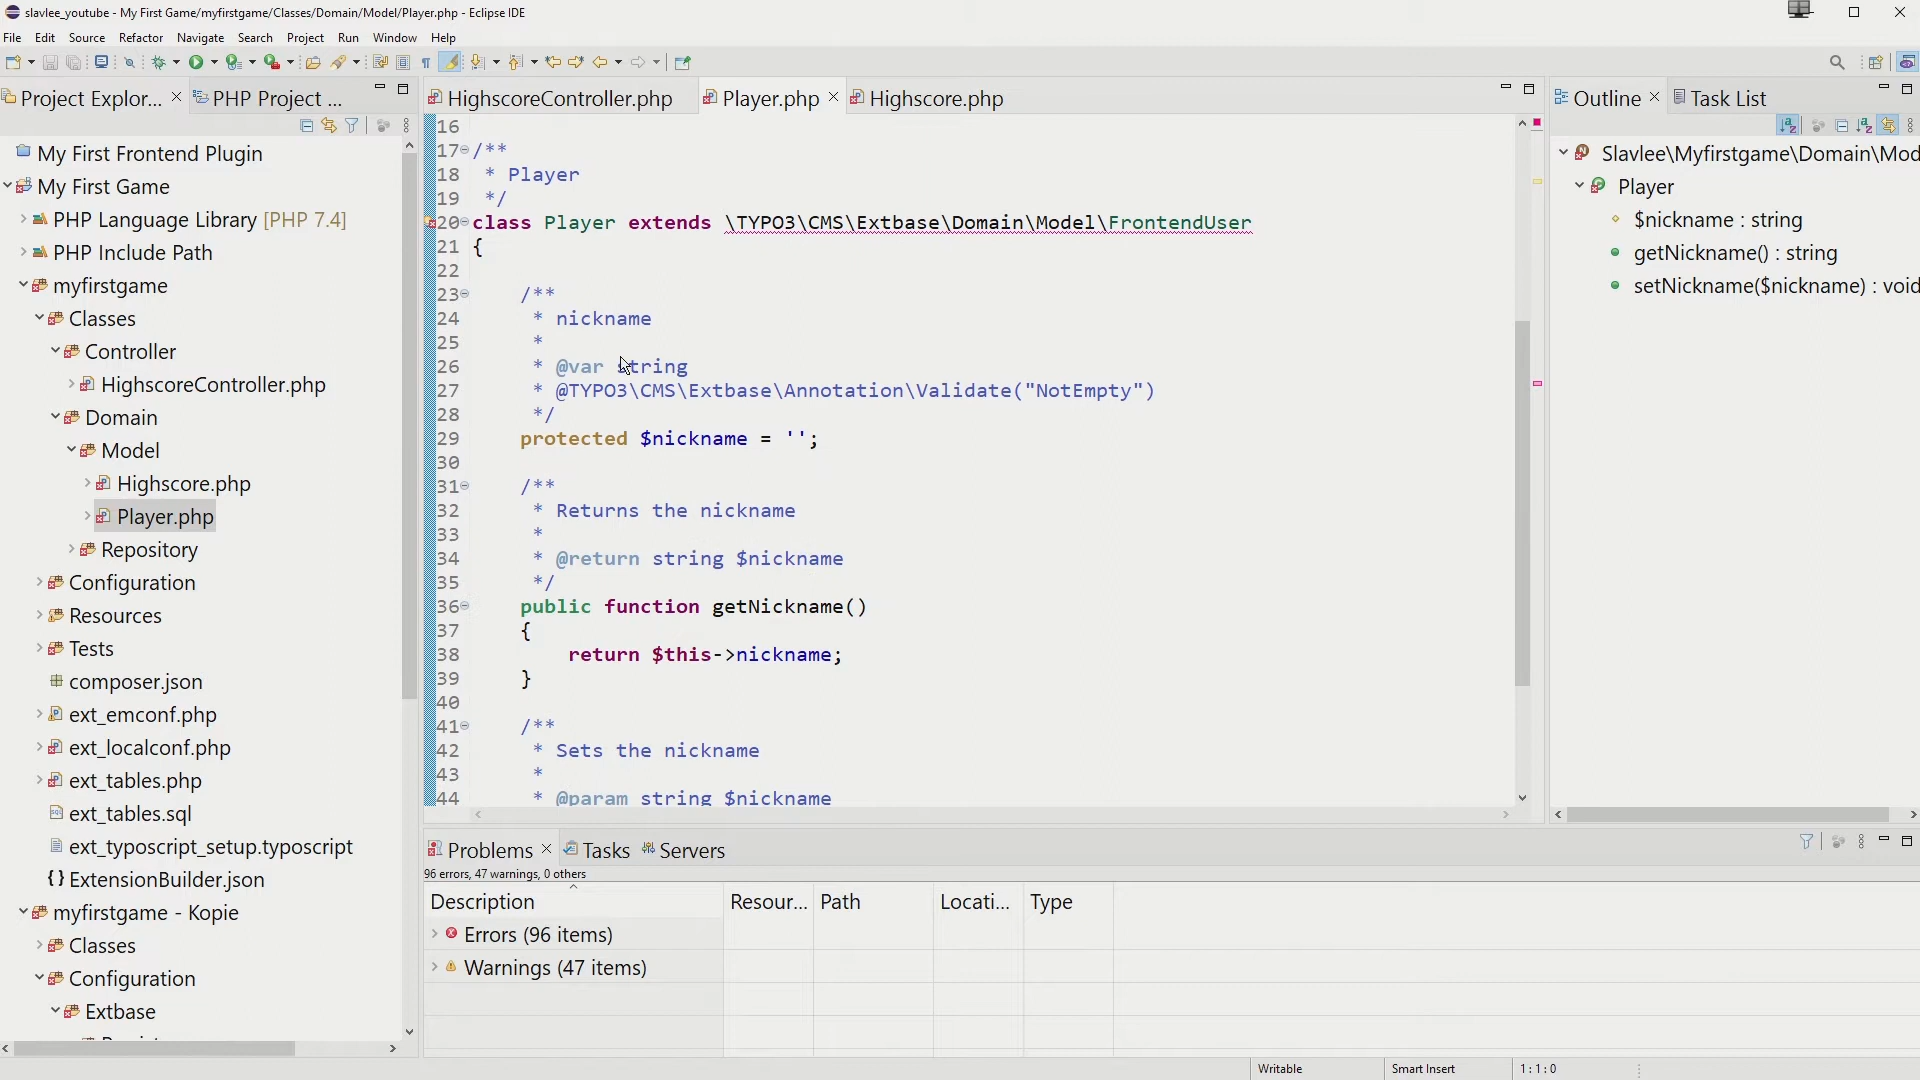 slavlee_youtube - My First Game/myfirstgame/Classes/Domain/Model/Player.php - Eclipse IDE
File Edit Source Refactor Navigate Search Project Run Window Help
Project Explor... PHP Project ...
My First Frontend Plugin
My First Game
PHP Language Library [PHP 7.4]
PHP Include Path
myfirstgame
Classes
Controller
HighscoreController.php
Domain
Model
Highscore.php
Player.php
Repository
Configuration
Resources
Tests
composer.json
ext_emconf.php
ext_localconf.php
ext_tables.php
ext_tables.sql
ext_typoscript_setup.typoscript
ExtensionBuilder.json
myfirstgame - Kopie
Classes
Configuration
Extbase
HighscoreController.php Player.php Highscore.php
16
17 /**
18 * Player
19 */
20 class Player extends \TYPO3\CMS\Extbase\Domain\Model\FrontendUser
21 {
22
23 /**
24 * nickname
25 *
26 * @var string
27 * @TYPO3\CMS\Extbase\Annotation\Validate("NotEmpty")
28 */
29 protected $nickname = '';
30
31 /**
32 * Returns the nickname
33 *
34 * @return string $nickname
35 */
36 public function getNickname()
37 {
38 return $this->nickname;
39 }
40
41 /**
42 * Sets the nickname
43 *
44 * @param string $nickname
Outline Task List
Slavlee\Myfirstgame\Domain\Mod
Player
$nickname : string
getNickname() : string
setNickname($nickname) : void
Problems Tasks Servers
96 errors, 47 warnings, 0 others
Description Resour... Path Locati... Type
Errors (96 items)
Warnings (47 items)
Writable Smart Insert 1:1:0